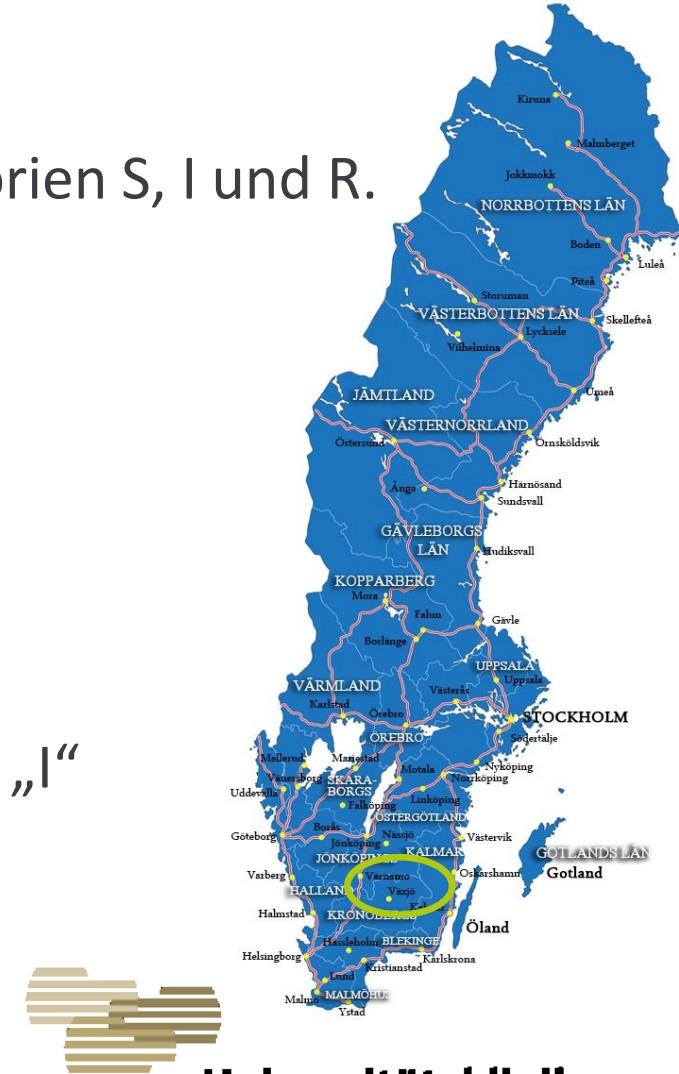 Kiruna
Malmberget
rien S, I und R.
Jokkmokk
NORRBOTTENS LÄN
Boden
Luleå
Piteå
Storuman
VÄSTERBOTTENS LÄN
Skellefteå
Lycksele
Vilhelmina
Umeå
JÄMTLAND
VÄSTERNORRLAND
Östersund
Örnsköldsvik
Ånge
Härnösand
Sundsvall
GÄVLEBORGS
LÄN
Hudiksvall
KOPPARBERG
Mora
Falun
Gävle
Borlänge
UPPSALA
Uppsala
VÄRMLAND
Västerås
Karlstad
Örebro
STOCKHOLM
ÖREBRO
Södertälje
„I“
Mellerud
Mariestad
Nyköping
Motala
Norrköping
Vänersborg
SKARA-
BORGS
Uddevalla
Linköping
Falköping
ÖSTERGÖTLAND
Göteborg
Borås
Nässjö
Västervik
Jönköping
KALMAR
JÖNKÖPINGS
GOTLANDS LÄN
Gotland
Varberg
Värnamo
Oskarshamn
HALLAND
Växjö
Halmstad
KRONOBERGS
Öland
Hässleholm
BLEKINGE
Helsingborg
Karlskrona
Kristianstad
Lund
Malmö
MALMÖHUS
Ystad